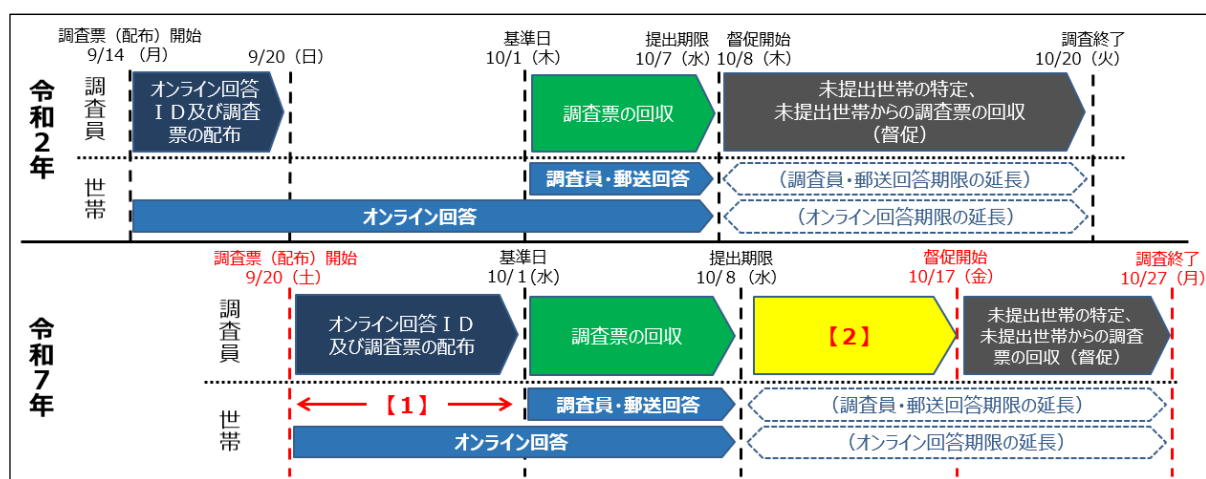 調査票（配布）開始
9/14（月）
9/20（日）
基準日
10/1（木）
提出期限
10/7（水）
督促開始
10/8（木）
調査終了
10/20（火）
令和２年
調査員
オンライン回答
ＩＤ及び調査
票の配布
調査票の回収
未提出世帯の特定、
未提出世帯からの調査票の回収
（督促）
世帯
調査員・郵送回答
（調査員・郵送回答期限の延長）
オンライン回答
（オンライン回答期限の延長）
調査票（配布）開始
9/20（土）
基準日
10/1（水）
提出期限
10/8（水）
督促開始
10/17（金）
調査終了
10/27（月）
令和７年
調査員
オンライン回答ＩＤ
及び調査票の配布
調査票の回収
【２】
未提出世帯の特定、
未提出世帯からの調査
票の回収（督促）
世帯
【１】
調査員・郵送回答
（調査員・郵送回答期限の延長）
オンライン回答
（オンライン回答期限の延長）